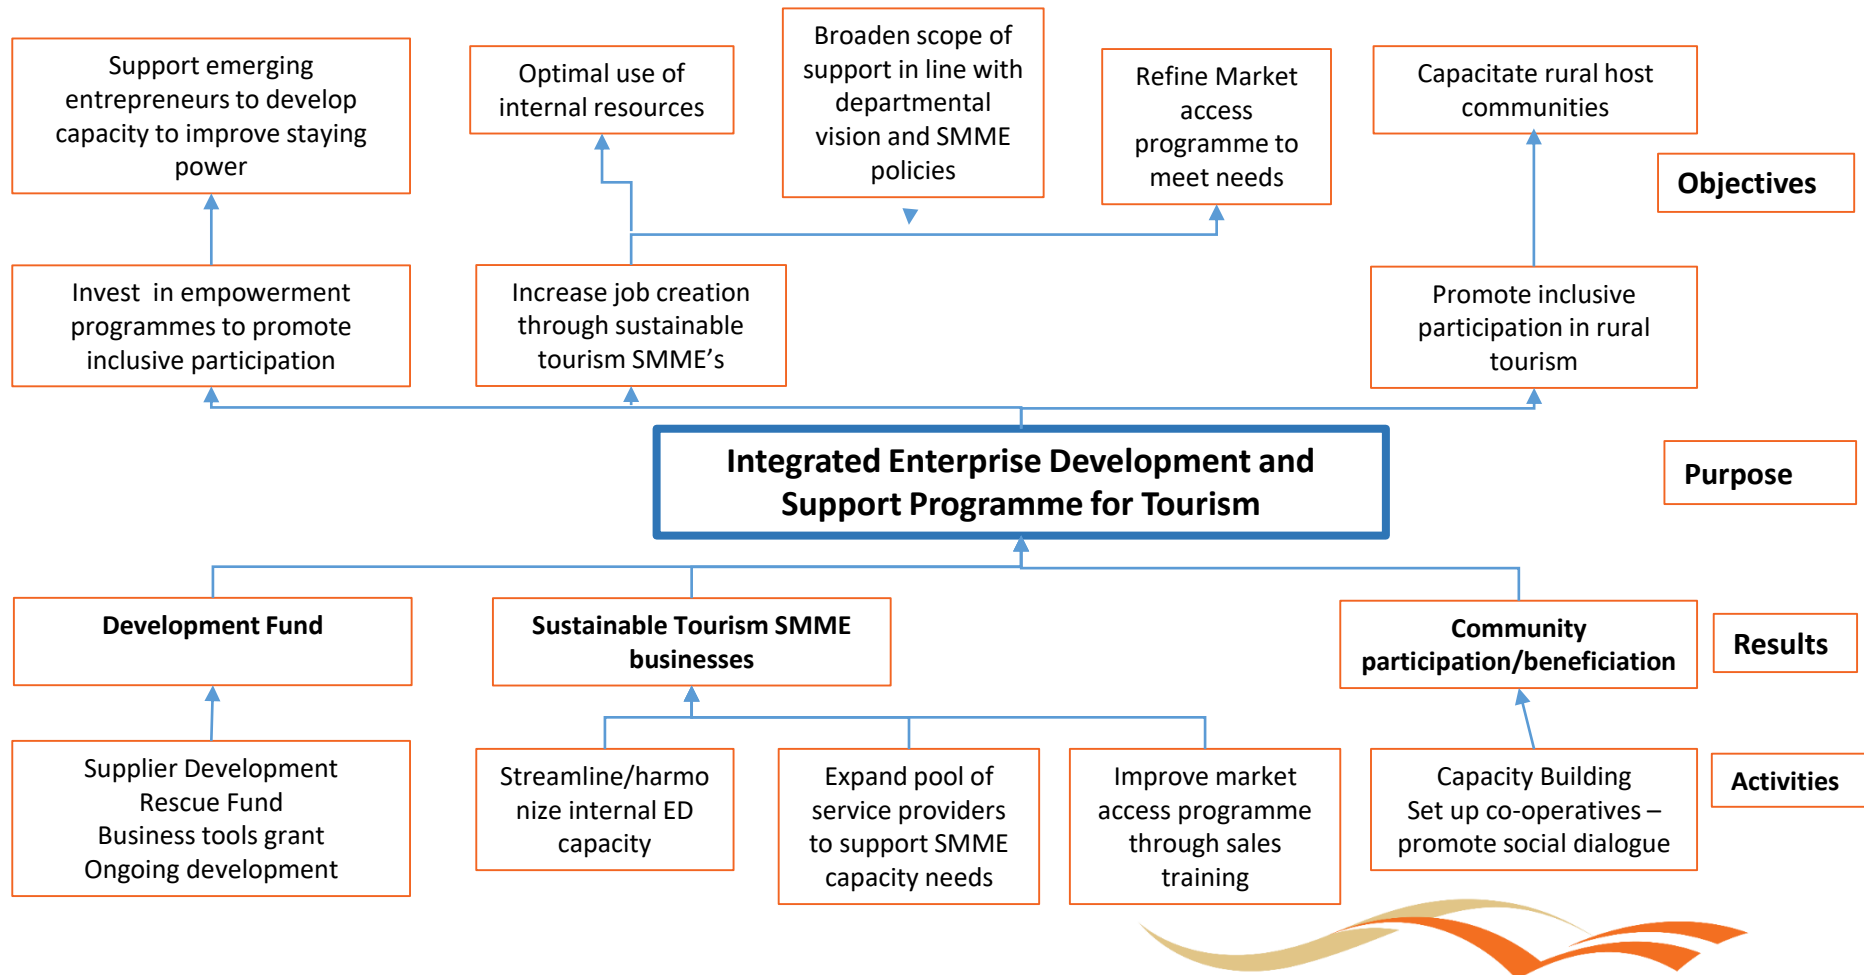 Support emerging
entrepreneurs to develop
capacity to improve staying
power
Optimal use of
internal resources
Broaden scope of
support in line with
departmental
vision and SMME
policies
Refine Market
access
programme to
meet needs
Capacitate rural host
communities
Objectives
Invest in empowerment
programmes to promote
inclusive participation
Increase job creation
through sustainable
tourism SMME’s
Promote inclusive
participation in rural
tourism
Integrated Enterprise Development and
Support Programme for Tourism
Purpose
Development Fund
Sustainable Tourism SMME
businesses
Community
participation/beneficiation
Results
Supplier Development
Rescue Fund
Business tools grant
Ongoing development
Streamline/harmo
nize internal ED
capacity
Expand pool of
service providers
to support SMME
capacity needs
Improve market
access programme
through sales
training
Capacity Building
Set up co-operatives –
promote social dialogue
Activities